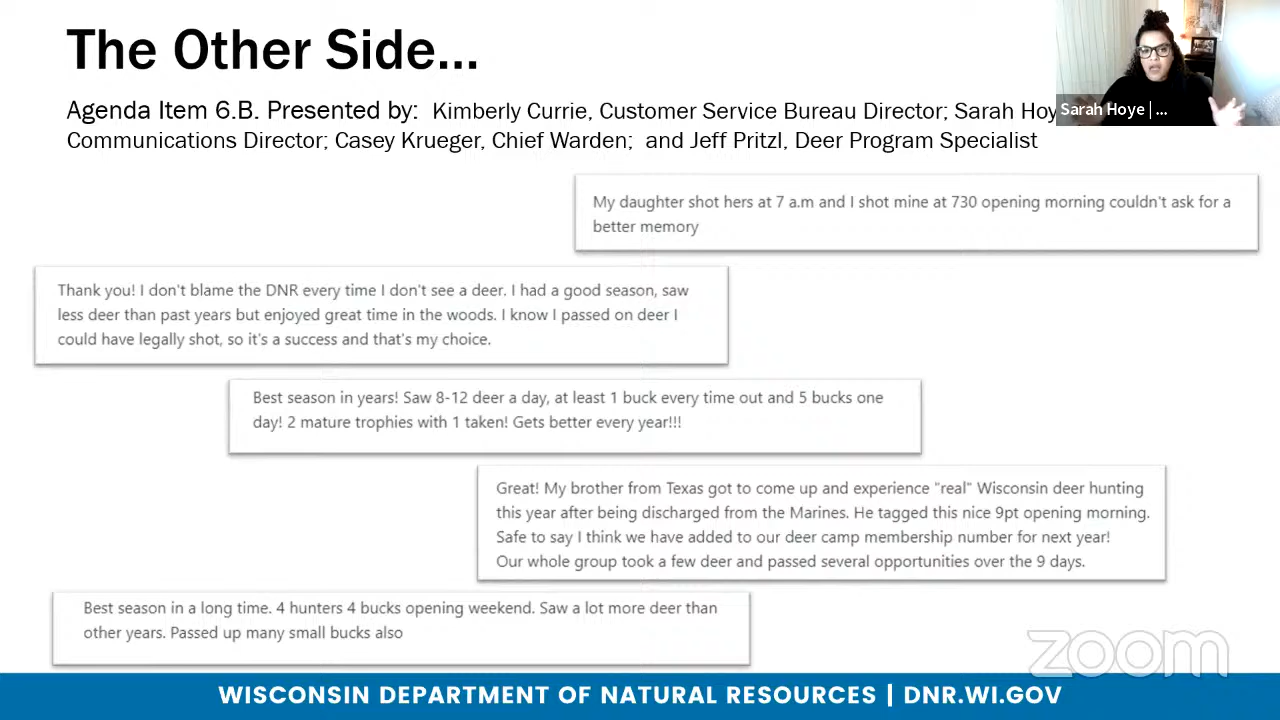 The Other Side...
Agenda Item 6.B. Presented by: Kimberly Currie, Customer Service Bureau Director; Sarah Hoy
Communications Director; Casey Krueger, Chief Warden; and Jeff Pritzl, Deer Program Specialist
Sarah Hoye | ...
My daughter shot hers at 7 a.m and I shot mine at 730 opening morning couldn't ask for a
better memory
Thank you! I don't blame the DNR every time I don't see a deer. I had a good season, saw
less deer than past years but enjoyed great time in the woods. I know I passed on deer I
could have legally shot, so it's a success and that's my choice.
Best season in years! Saw 8-12 deer a day, at least 1 buck every time out and 5 bucks one
day! 2 mature trophies with 1 taken! Gets better every year!!!
Great! My brother from Texas got to come up and experience "real" Wisconsin deer hunting
this year after being discharged from the Marines. He tagged this nice 9pt opening morning.
Safe to say I think we have added to our deer camp membership number for next year!
Our whole group took a few deer and passed several opportunities over the 9 days.
Best season in a long time. 4 hunters 4 bucks opening weekend. Saw a lot more deer than
other years. Passed up many small bucks also
zoom
WISCONSIN DEPARTMENT OF NATURAL RESOURCES | DNR.WI.GOV